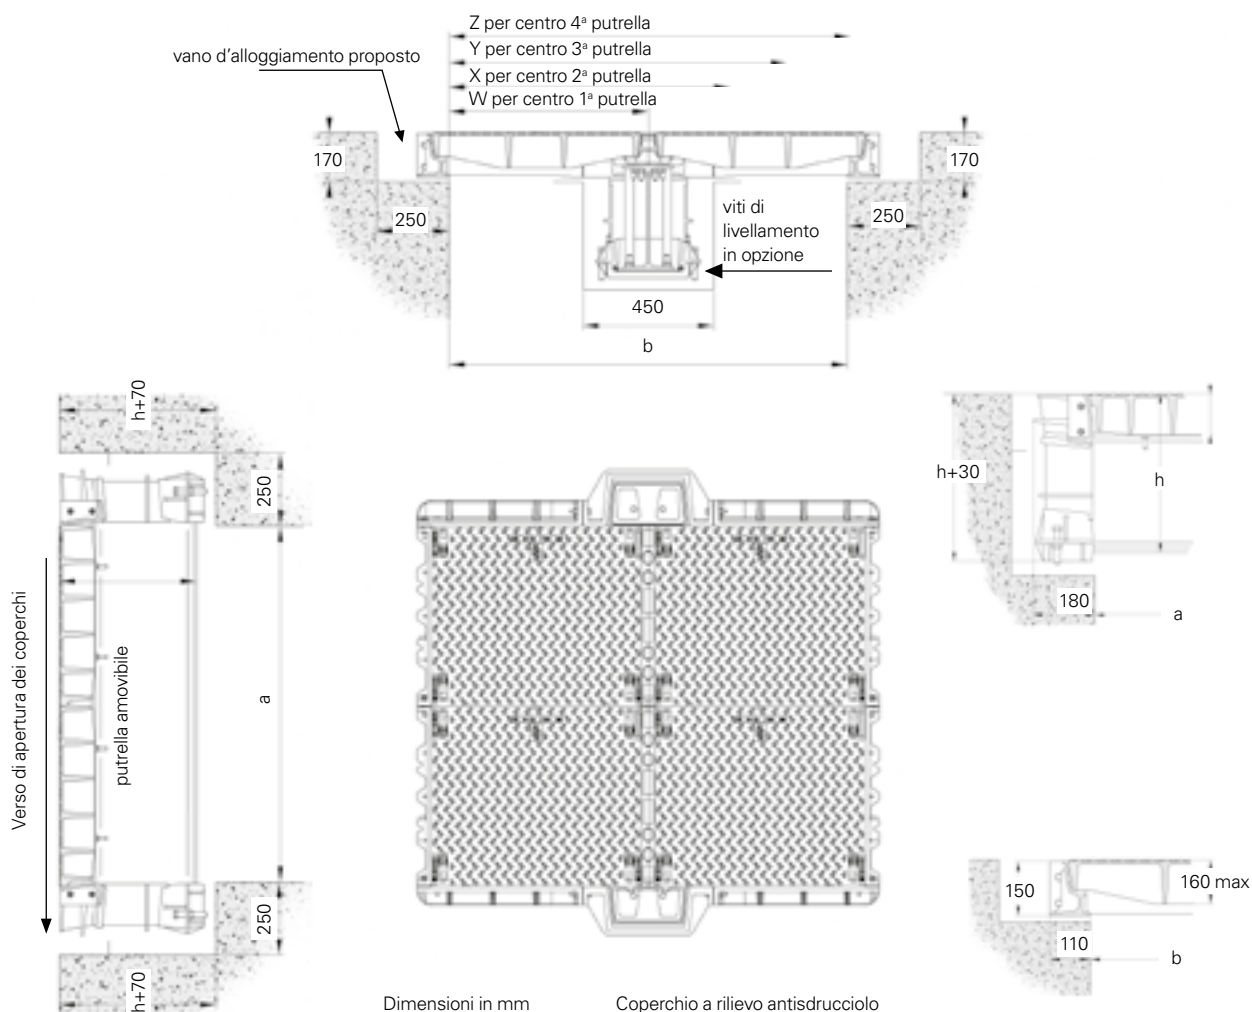 Z per centro 4ª putrella
Y per centro 3ª putrella
vano d'alloggiamento proposto
X per centro 2ª putrella
W per centro 1ª putrella
170
170
250
250
viti di
livellamento
in opzione
450
b
h+70
250
h+30
h
180
a
Verso di apertura dei coperchi
putrella amovibile
a
150
160 max
110
b
250
h+70
Dimensioni in mm
Coperchio a rilievo antisdrucciolo